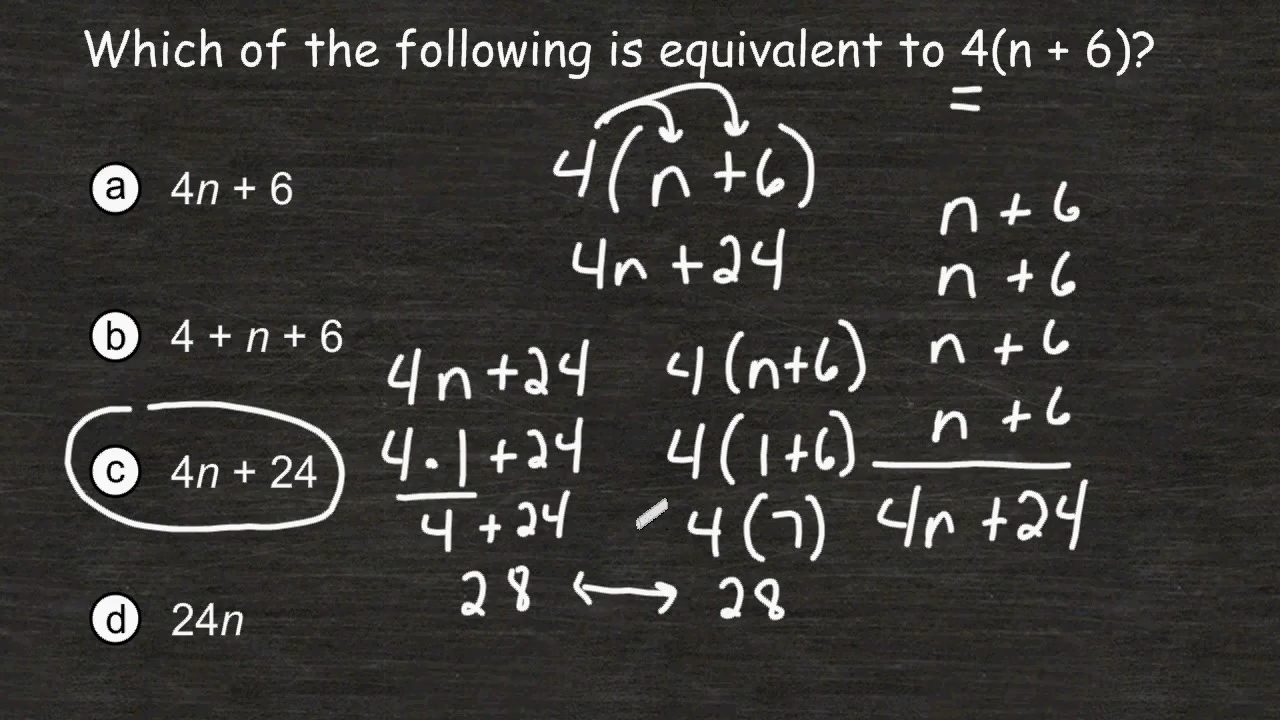 Which of the following is equivalent to 4(n + 6)?
=
a 4n + 6
b 4 + n + 6
c 4n + 24
d 24n
4(n + 6)
4n + 24
4n + 24
4 · 1 + 24
4 + 24
28 ↔ 28
4(n+6)
4(1+6)
4(7)
n + 6
n + 6
n + 6
n + 6
4n + 24